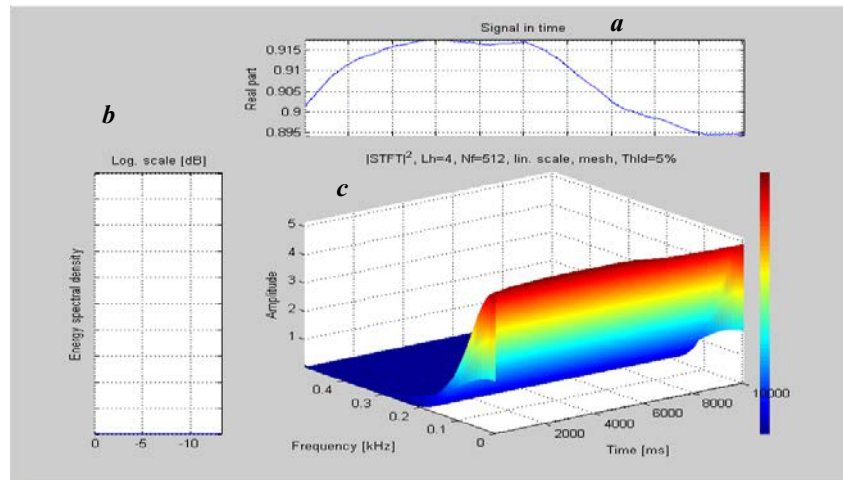 Signal in time
a
Real part
0.915
0.91
0.905
0.9
0.895
b
Log. scale [dB]
Energy spectral density
0
-5
-10
|STFT|², Lh=4, Nf=512, lin. scale, mesh, Thld=5%
c
Amplitude
5
4
3
2
1
0.4
0.3
0.2
0.1
0
Frequency [kHz]
2000
4000
6000
8000
10000
Time [ms]